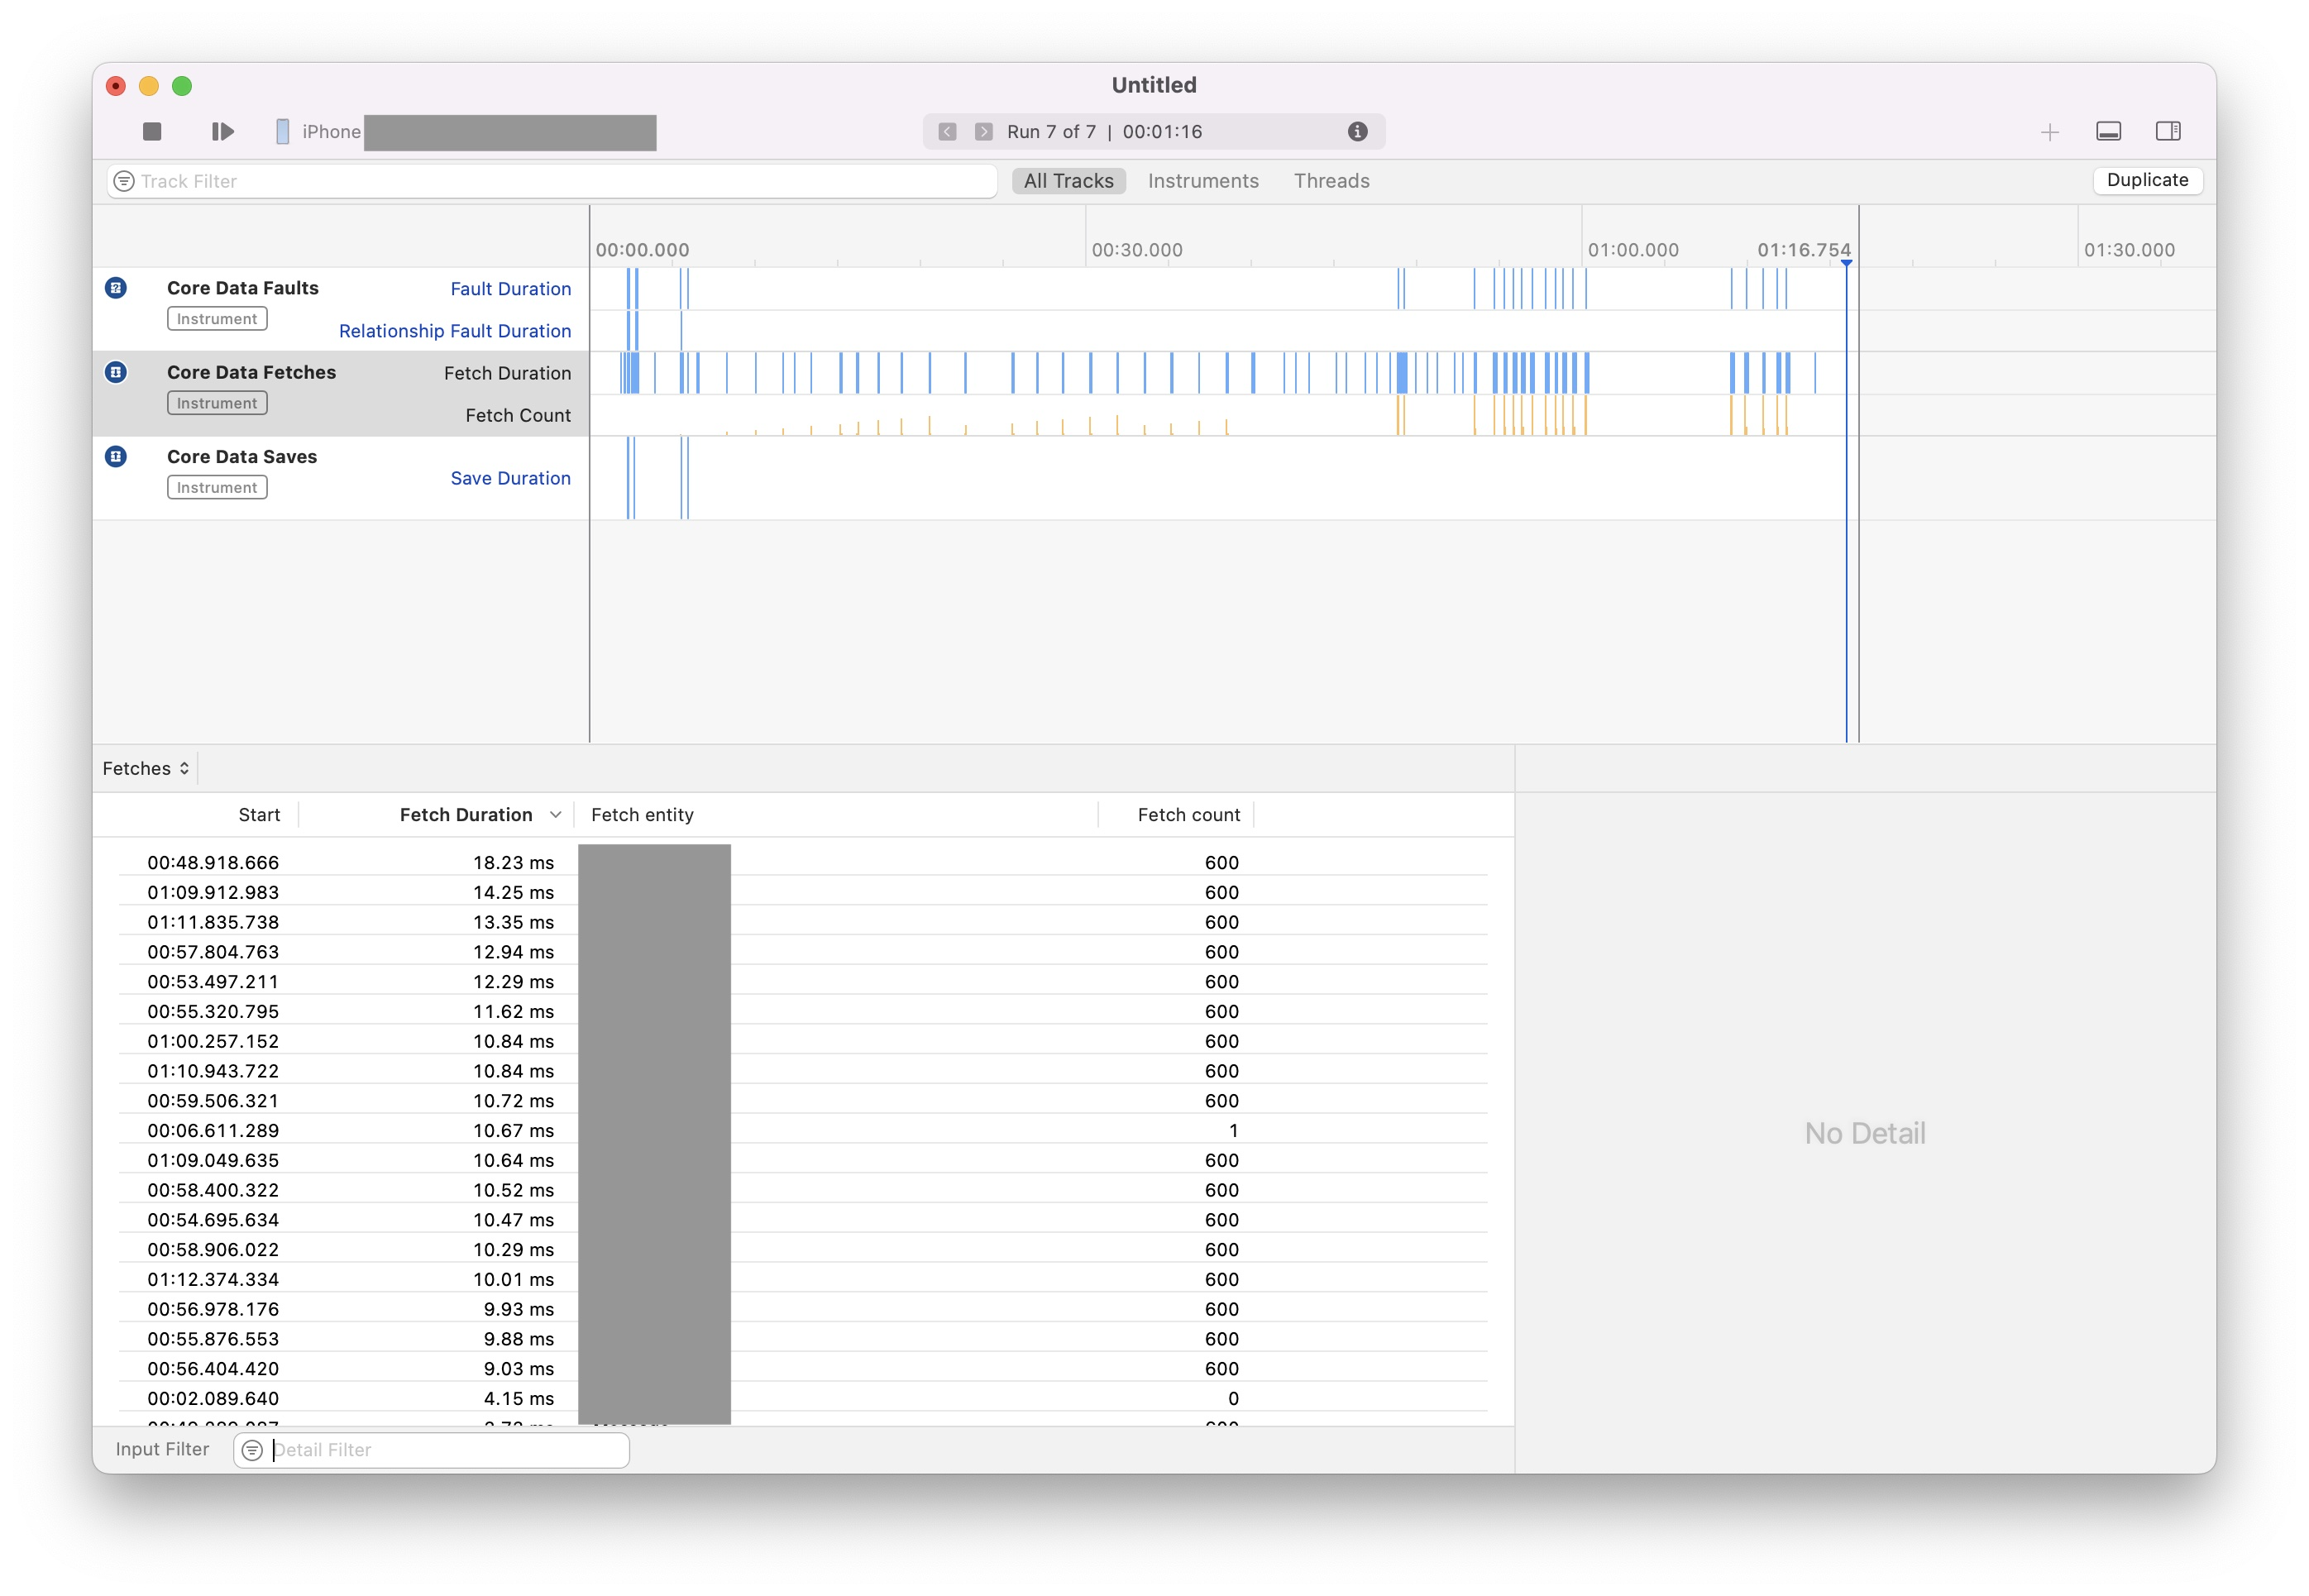 Untitled
iPhone
Run 7 of 7 | 00:01:16
Track Filter
All Tracks Instruments Threads Duplicate
00:00.000 00:30.000 01:00.000 01:16.754 01:30.000
Core Data Faults Fault Duration
Instrument
Relationship Fault Duration
Core Data Fetches Fetch Duration
Instrument
Fetch Count
Core Data Saves
Save Duration
Instrument
Fetches
Start Fetch Duration Fetch entity Fetch count
00:48.918.666 18.23 ms 600
01:09.912.983 14.25 ms 600
01:11.835.738 13.35 ms 600
00:57.804.763 12.94 ms 600
00:53.497.211 12.29 ms 600
00:55.320.795 11.62 ms 600
01:00.257.152 10.84 ms 600
01:10.943.722 10.84 ms 600
00:59.506.321 10.72 ms 600
00:06.611.289 10.67 ms 1
01:09.049.635 10.64 ms 600
00:58.400.322 10.52 ms 600
00:54.695.634 10.47 ms 600
00:58.906.022 10.29 ms 600
01:12.374.334 10.01 ms 600
00:56.978.176 9.93 ms 600
00:55.876.553 9.88 ms 600
00:56.404.420 9.03 ms 600
00:02.089.640 4.15 ms 0
No Detail
Input Filter Detail Filter